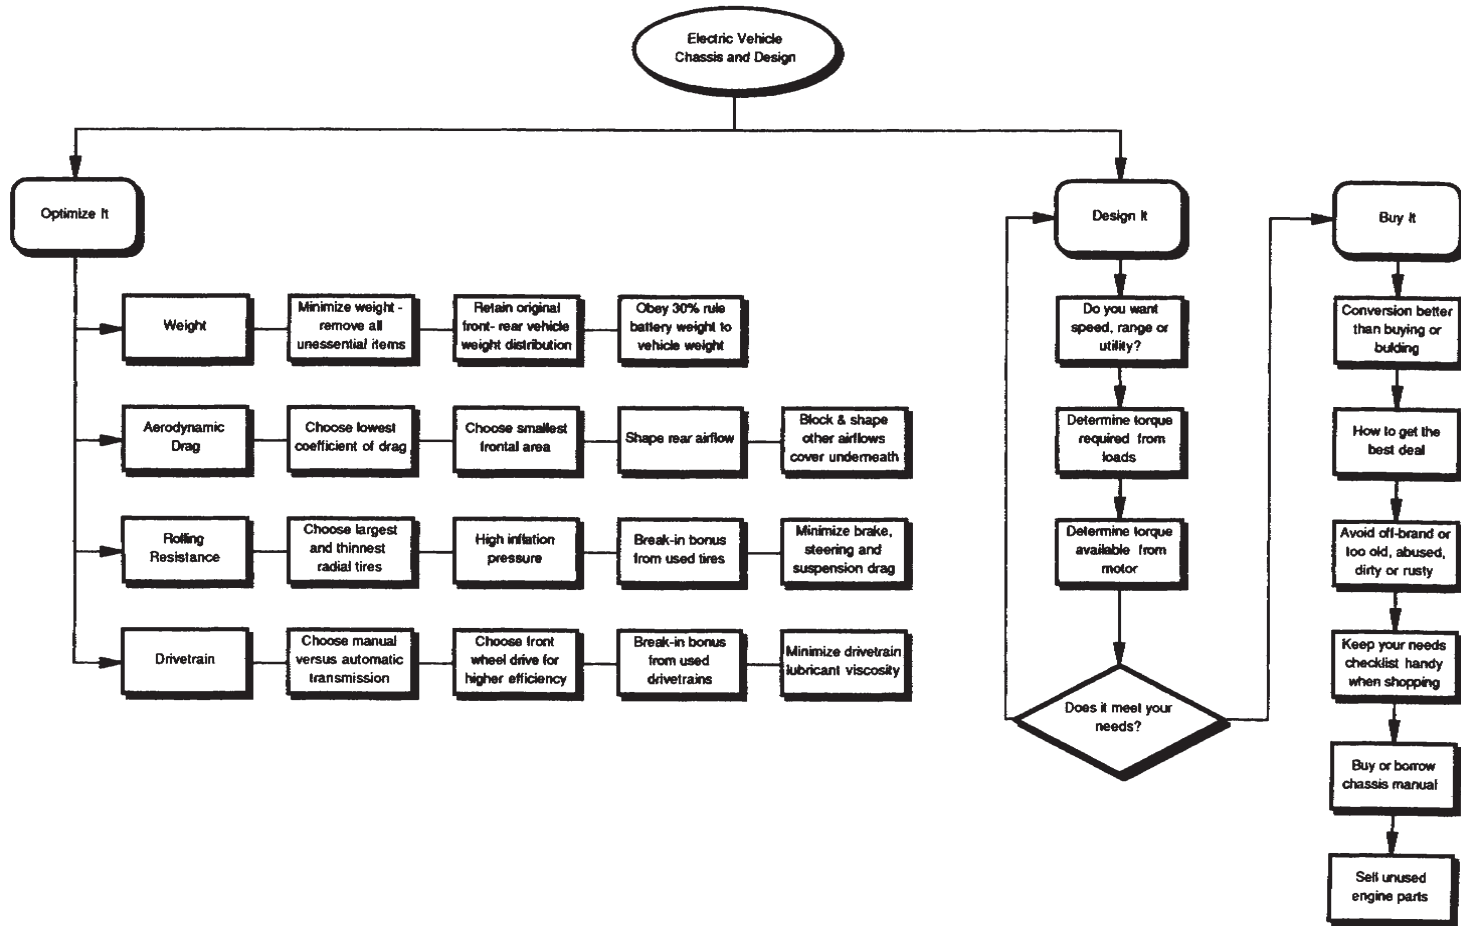 Electric Vehicle
Chassis and Design
Optimize It
Design It
Buy It
Weight
Minimize weight -
remove all
unessential items
Retain original
front- rear vehicle
weight distribution
Obey 30% rule
battery weight to
vehicle weight
Do you want
speed, range or
utility?
Conversion better
than buying or
building
Aerodynamic
Drag
Choose lowest
coefficient of drag
Choose smallest
frontal area
Shape rear airflow
Block & shape
other airflows
cover underneath
Determine torque
required from
loads
How to get the
best deal
Rolling
Resistance
Choose largest
and thinnest
radial tires
High inflation
pressure
Break-in bonus
from used tires
Minimize brake,
steering and
suspension drag
Determine torque
available from
motor
Avoid off-brand or
too old, abused,
dirty or rusty
Drivetrain
Choose manual
versus automatic
transmission
Choose front
wheel drive for
higher efficiency
Break-in bonus
from used
drivetrains
Minimize drivetrain
lubricant viscosity
Does it meet your
needs?
Keep your needs
checklist handy
when shopping
Buy or borrow
chassis manual
Sell unused
engine parts